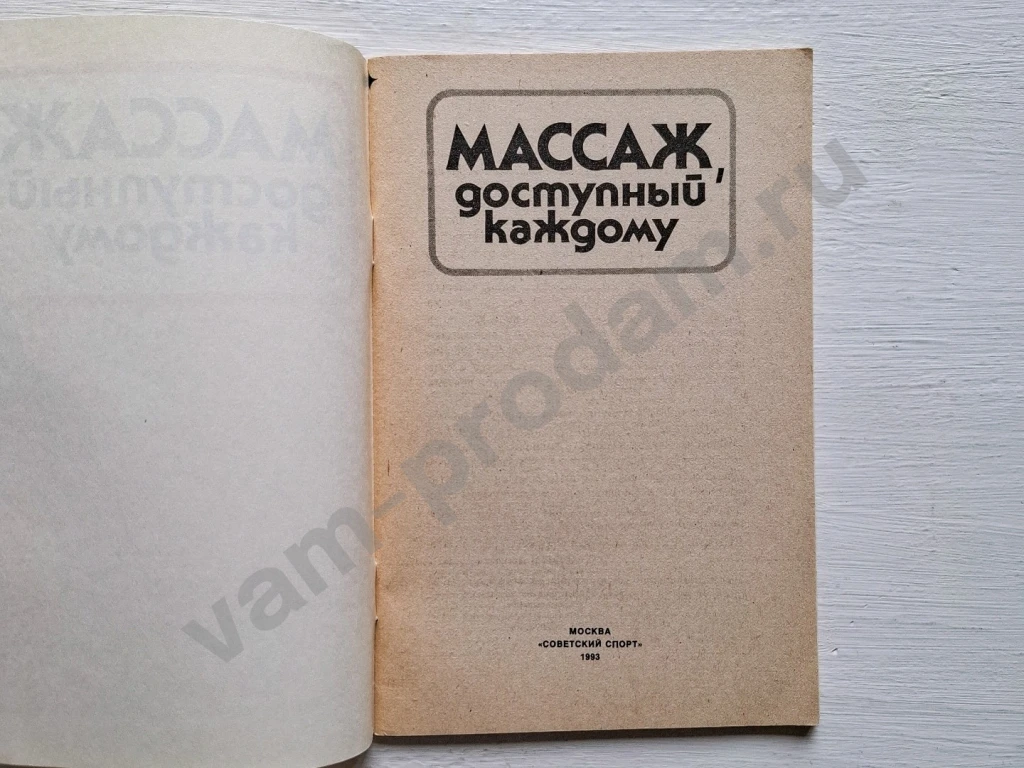 МАССАЖ,
доступный
каждому
МОСКВА
«СОВЕТСКИЙ СПОРТ»
1993
vam-prodam.ru